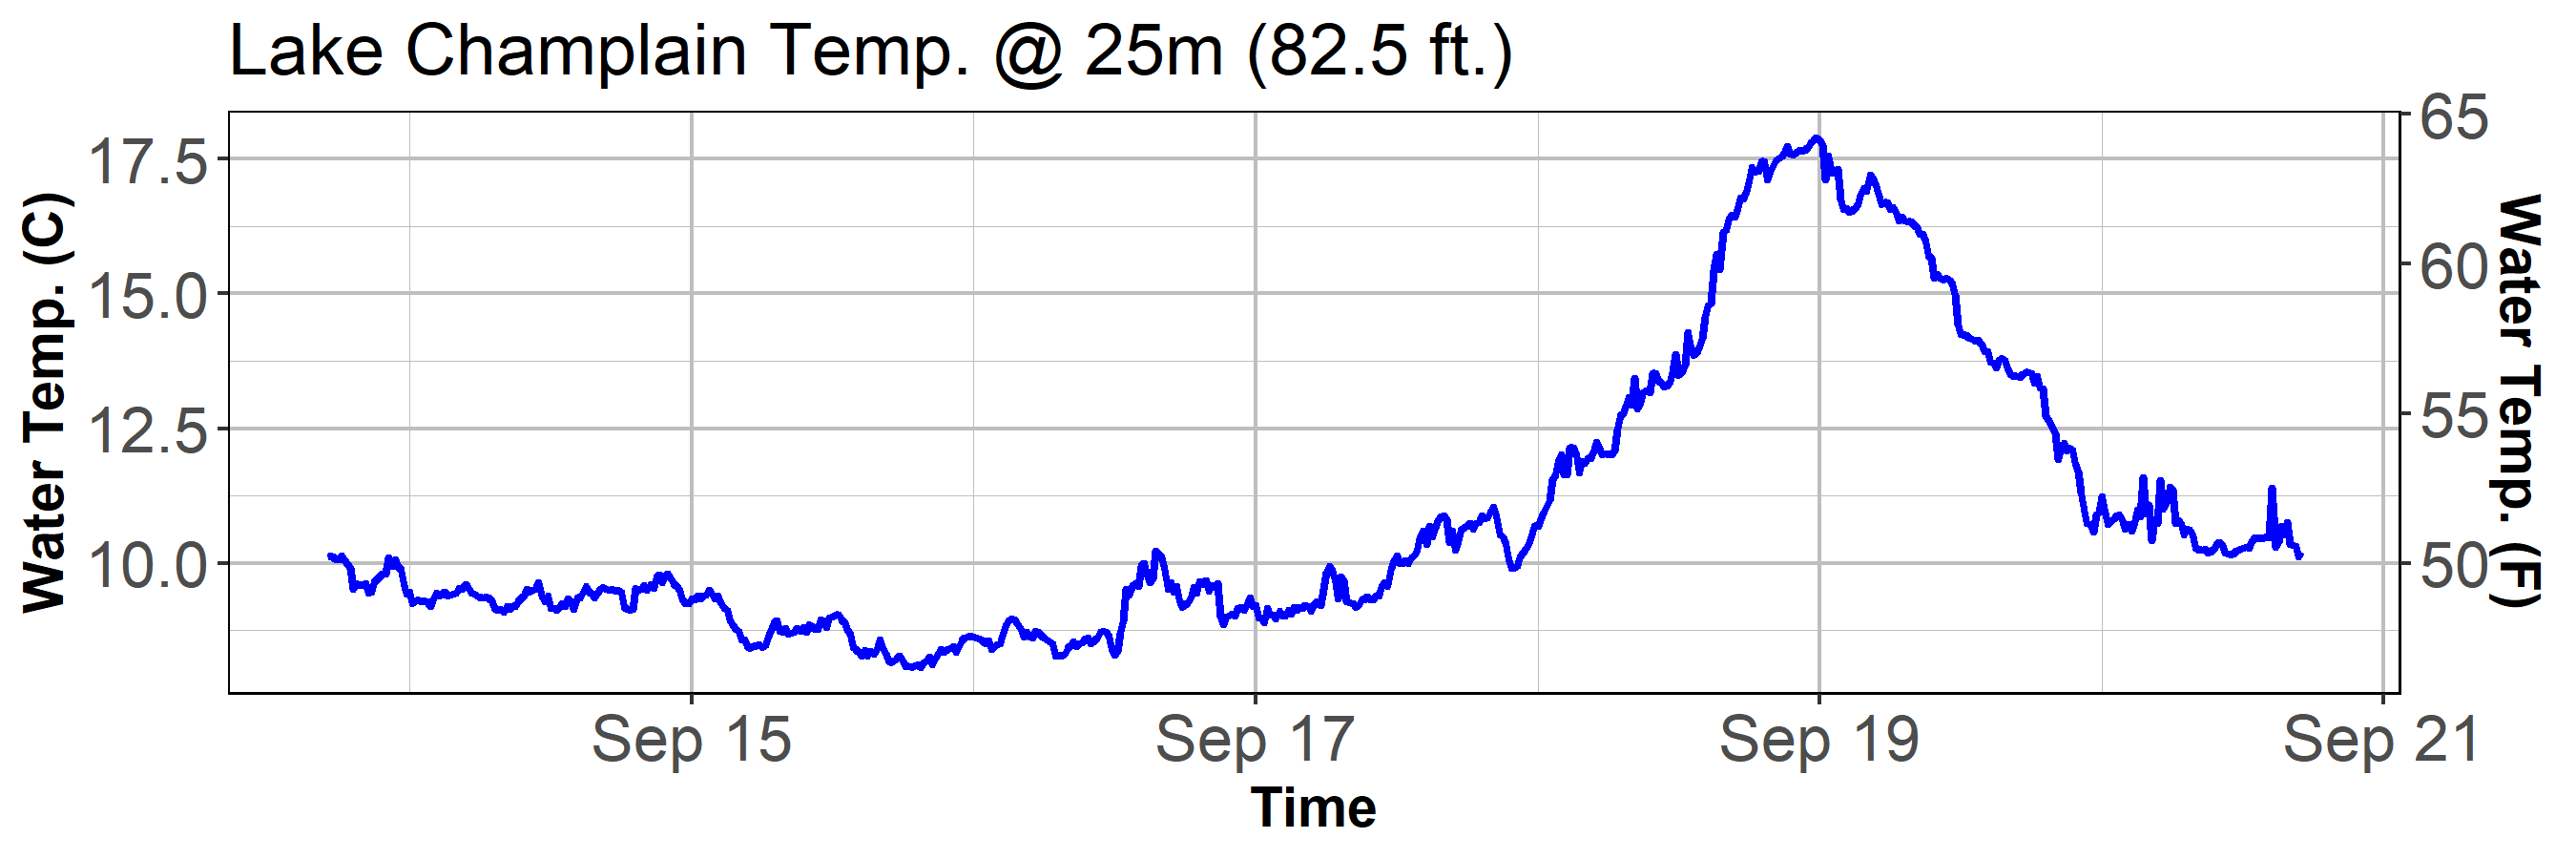 Lake Champlain Temp. @ 25m (82.5 ft.)
Water Temp. (C)
17.5
15.0
12.5
10.0
65
60
55
50
Water Temp. (F)
Sep 15
Sep 17
Sep 19
Sep 21
Time